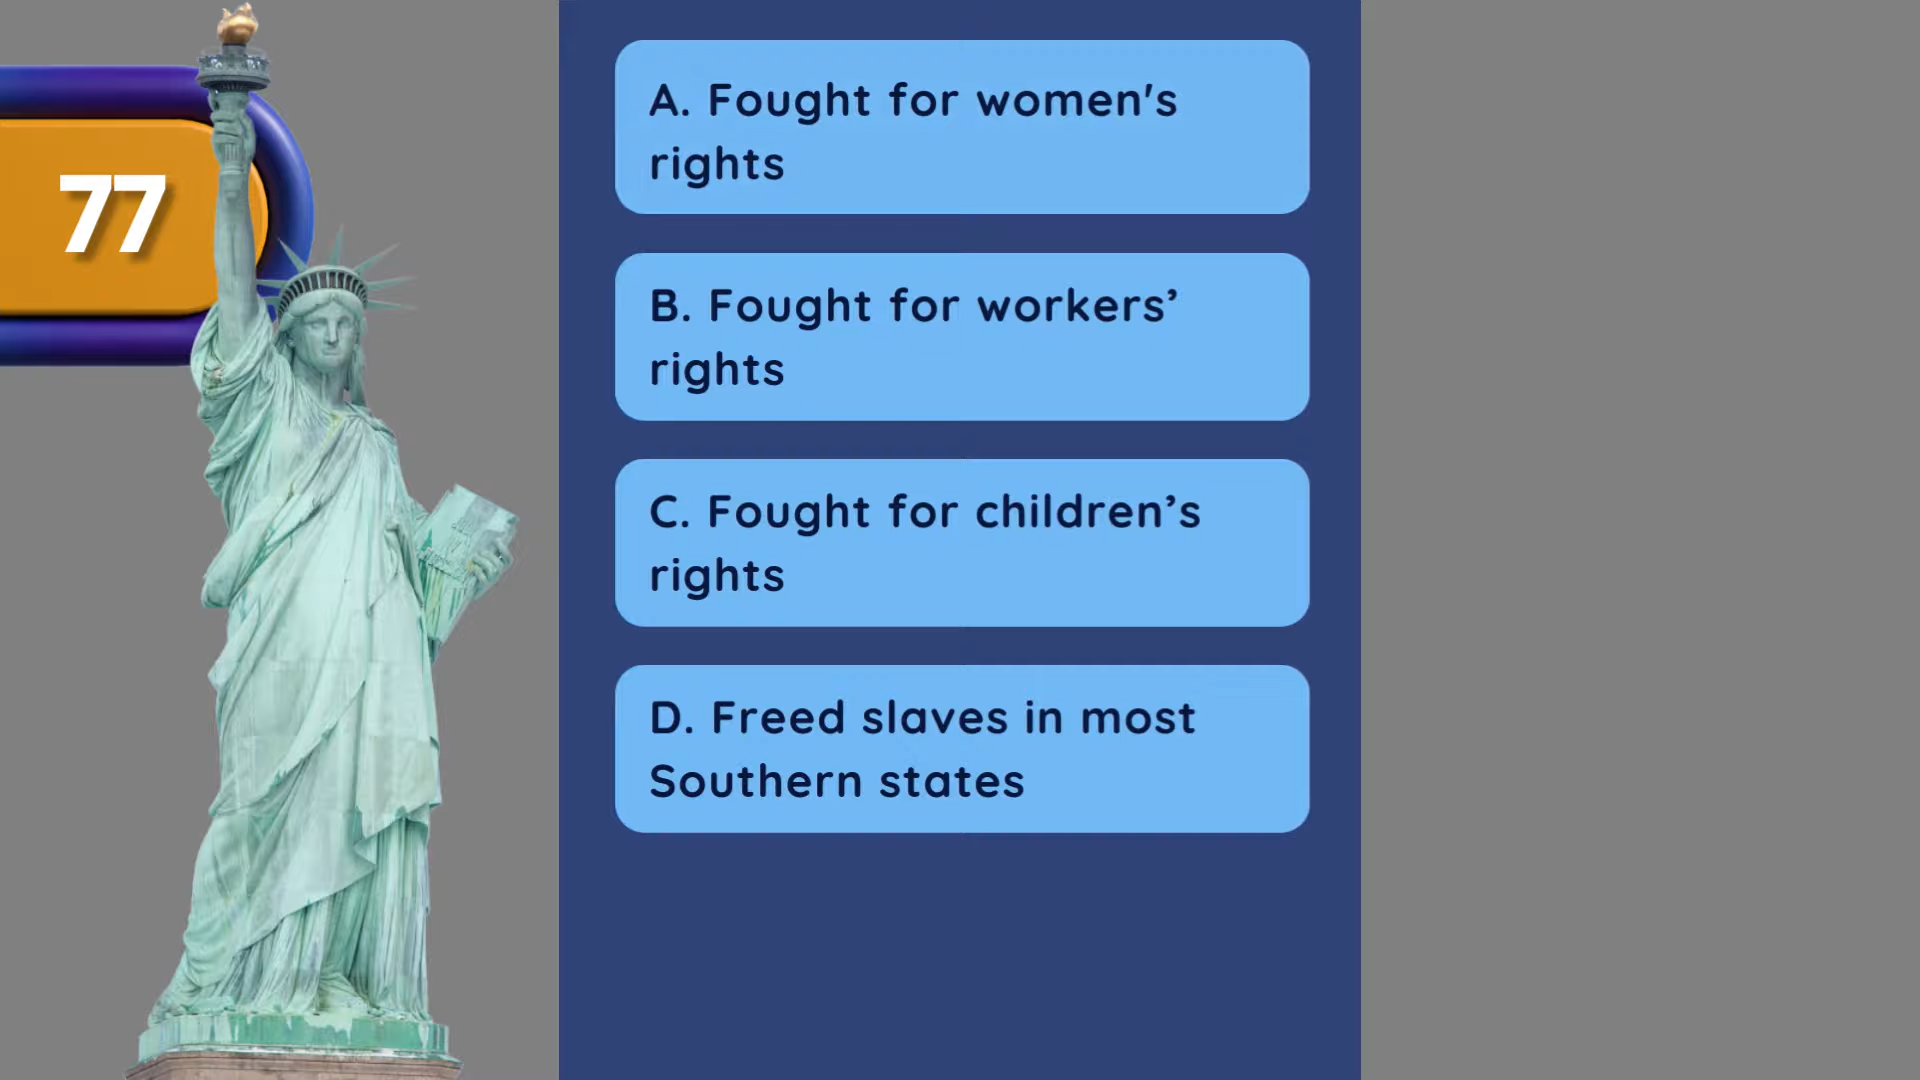 77
A. Fought for women's
rights
B. Fought for workers’
rights
C. Fought for children’s
rights
D. Freed slaves in most
Southern states